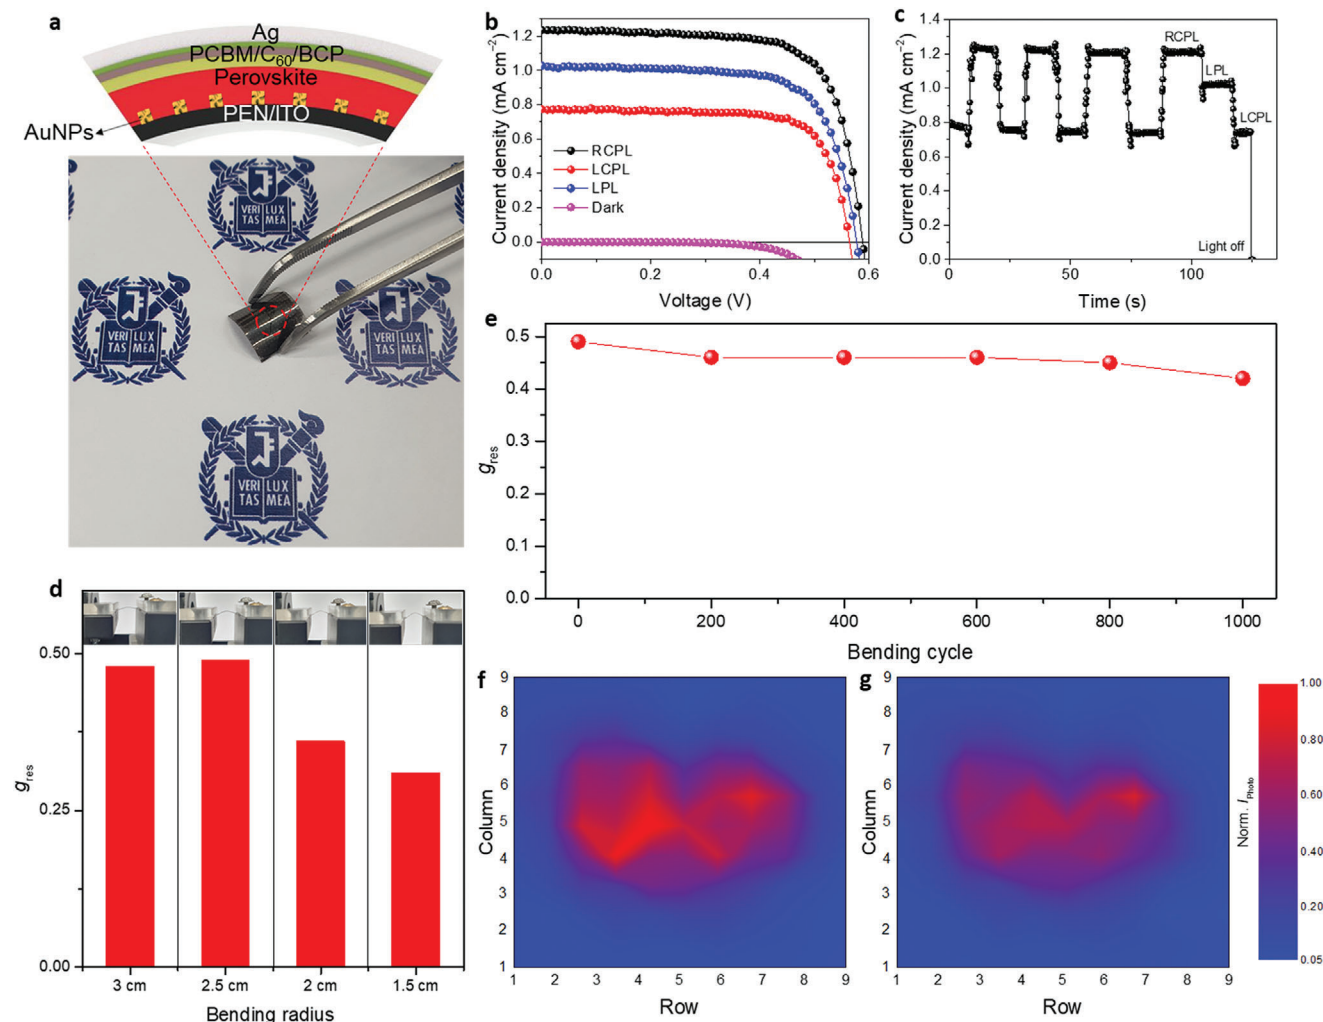 a
Ag
PCBM/C₆₀/BCP
Perovskite
PEN/ITO
AuNPs
VERI LUX
TAS MEA
VERI LUX
TAS MEA
VERI LUX
TAS MEA
VERI LUX
TAS MEA
b
Current density (mA cm⁻²)
1.2
1.0
0.8
0.6
0.4
0.2
0.0
RCPL
LCPL
LPL
Dark
0.0
0.2
0.4
0.6
Voltage (V)
c
Current density (mA cm⁻²)
1.4
1.2
1.0
0.8
0.6
0.4
0.2
0.0
RCPL
LPL
LCPL
Light off
0
50
100
Time (s)
d
g_res
0.50
0.25
0.00
3 cm
2.5 cm
2 cm
1.5 cm
Bending radius
e
g_res
0.5
0.4
0.3
0.2
0.1
0.0
0
200
400
600
800
1000
Bending cycle
f
Column
9
8
7
6
5
4
3
2
1
1
2
3
4
5
6
7
8
9
Row
g
Column
9
8
7
6
5
4
3
2
1
1
2
3
4
5
6
7
8
9
Row
Norm. I_Photo
1.00
0.80
0.60
0.40
0.20
0.05